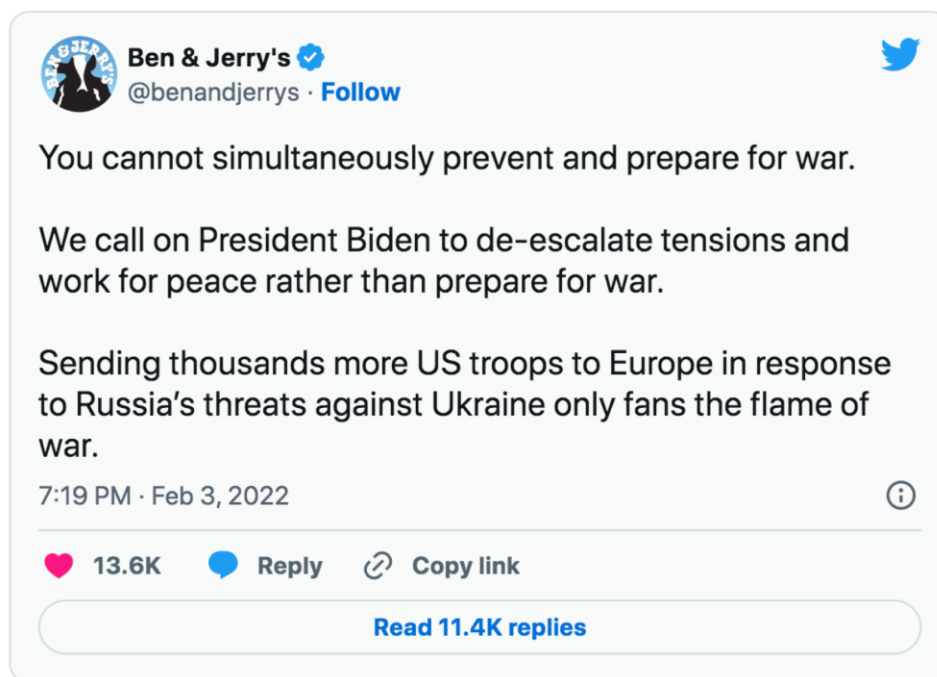 BEN & JERRY'S
Ben & Jerry's
@benandjerrys · Follow
You cannot simultaneously prevent and prepare for war.
We call on President Biden to de-escalate tensions and
work for peace rather than prepare for war.
Sending thousands more US troops to Europe in response
to Russia’s threats against Ukraine only fans the flame of
war.
7:19 PM · Feb 3, 2022
13.6K Reply Copy link
Read 11.4K replies